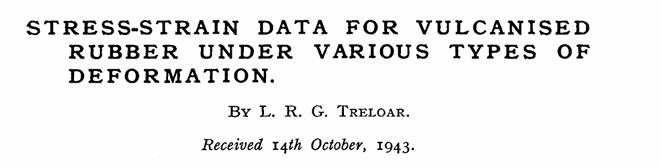 STRESS-STRAIN DATA FOR VULCANISED
RUBBER UNDER VARIOUS TYPES OF
DEFORMATION.
BY L. R. G. TRELOAR.
Received 14th October, 1943.